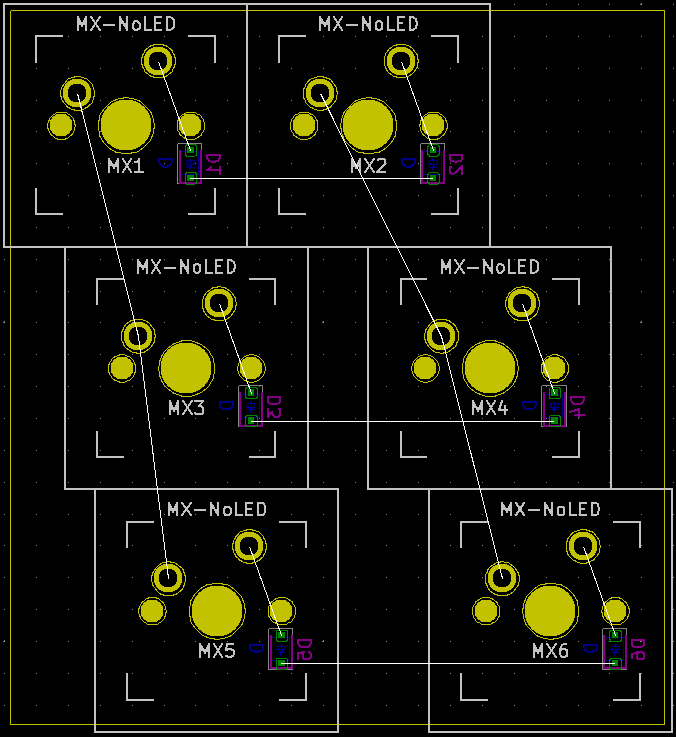 MX-NoLED
MX-NoLED
D
D1
D
D2
MX1
MX2
MX-NoLED
MX-NoLED
MX3
D
D3
MX4
D
D4
MX-NoLED
MX-NoLED
MX5
D
D5
MX6
D
D6